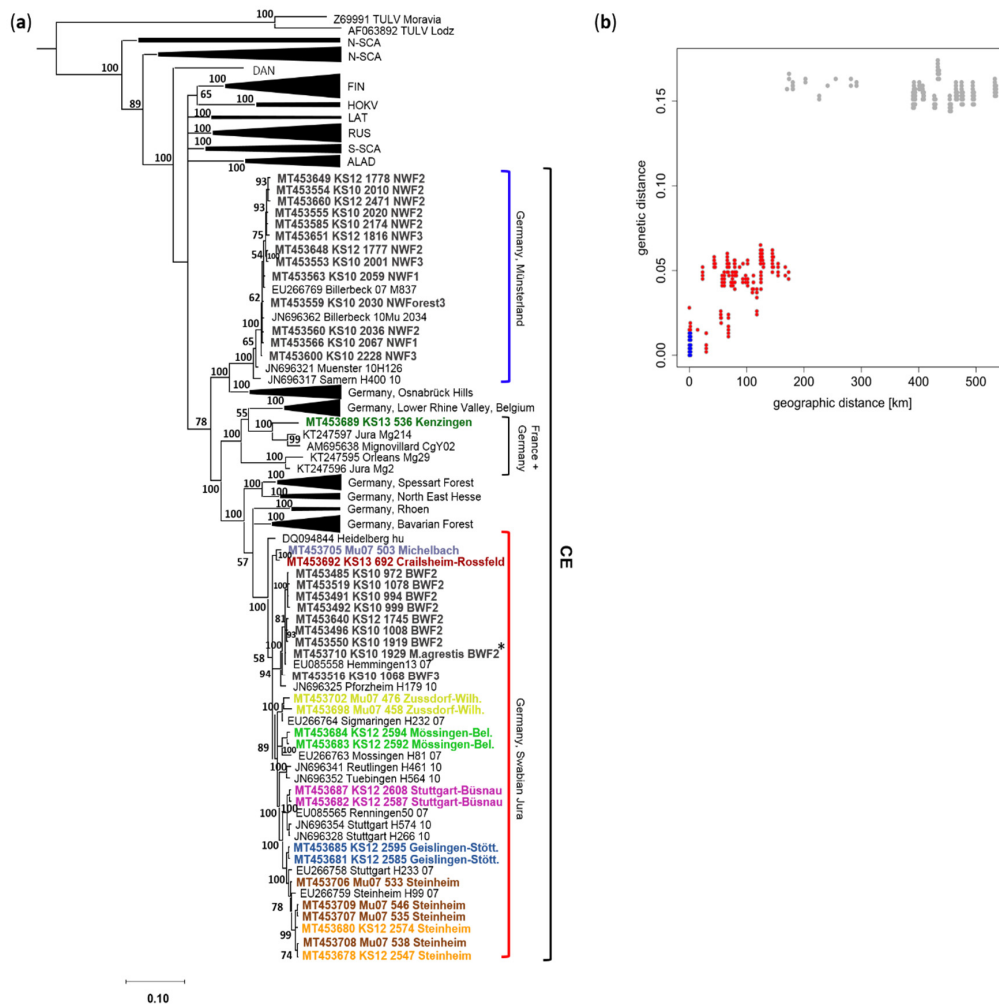 (a)
Z69991 TULV Moravia
AF063892 TULV Lodz
N-SCA
N-SCA
DAN
FIN
HOKV
LAT
RUS
S-SCA
ALAD
MT453649 KS12 1778 NWF2
MT453554 KS10 2010 NWF2
MT453660 KS12 2471 NWF2
MT453555 KS10 2020 NWF2
MT453585 KS10 2174 NWF2
MT453651 KS12 1816 NWF3
MT453648 KS12 1777 NWF2
MT453553 KS10 2001 NWF3
MT453563 KS10 2059 NWF1
EU266769 Billerbeck 07 M837
MT453559 KS10 2030 NWForest3
JN696362 Billerbeck 10Mu 2034
MT453560 KS10 2036 NWF2
MT453566 KS10 2067 NWF1
MT453600 KS10 2228 NWF3
JN696321 Muenster 10H126
JN696317 Samern H400 10
Germany, Münsterland
Germany, Osnabrück Hills
Germany, Lower Rhine Valley, Belgium
MT453689 KS13 536 Kenzingen
KT247597 Jura Mg214
AM695638 Mignovillard CgY02
KT247595 Orleans Mg29
KT247596 Jura Mg2
France +
Germany
Germany, Spessart Forest
Germany, North East Hesse
Germany, Rhoen
Germany, Bavarian Forest
DQ094844 Heidelberg hu
MT453705 Mu07 503 Michelbach
MT453692 KS13 692 Crailsheim-Rossfeld
MT453485 KS10 972 BWF2
MT453519 KS10 1078 BWF2
MT453491 KS10 994 BWF2
MT453492 KS10 999 BWF2
MT453640 KS12 1745 BWF2
MT453496 KS10 1008 BWF2
MT453550 KS10 1919 BWF2
MT453710 KS10 1929 M.agrestis BWF2*
EU085558 Hemmingen13 07
MT453516 KS10 1068 BWF3
JN696325 Pforzheim H179 10
MT453702 Mu07 476 Zussdorf-Wilh.
MT453698 Mu07 458 Zussdorf-Wilh.
EU266764 Sigmaringen H232 07
MT453684 KS12 2594 Mössingen-Bel.
MT453683 KS12 2592 Mössingen-Bel.
EU266763 Mossingen H81 07
JN696341 Reutlingen H461 10
JN696352 Tuebingen H564 10
MT453687 KS12 2608 Stuttgart-Büsnau
MT453682 KS12 2587 Stuttgart-Büsnau
EU085565 Renningen50 07
JN696354 Stuttgart H574 10
JN696328 Stuttgart H266 10
MT453685 KS12 2595 Geislingen-Stött.
MT453681 KS12 2585 Geislingen-Stött.
EU266758 Stuttgart H233 07
MT453706 Mu07 533 Steinheim
EU266759 Steinheim H99 07
MT453709 Mu07 546 Steinheim
MT453707 Mu07 535 Steinheim
MT453680 KS12 2574 Steinheim
MT453708 Mu07 538 Steinheim
MT453678 KS12 2547 Steinheim
Germany, Swabian Jura
CE
100
100
100
89
100
65
100
100
100
100
100
100
93
93
75
54
100
62
100
65
100
100
100
78
55
100
100
99
100
100
100
100
100
100
100
57
100
100
100
81
93
100
58
94
100
100
89
100
100
100
100
100
78
99
74
0.10
(b)
genetic distance
0.15
0.10
0.05
0.00
0
100
200
300
400
500
geographic distance [km]